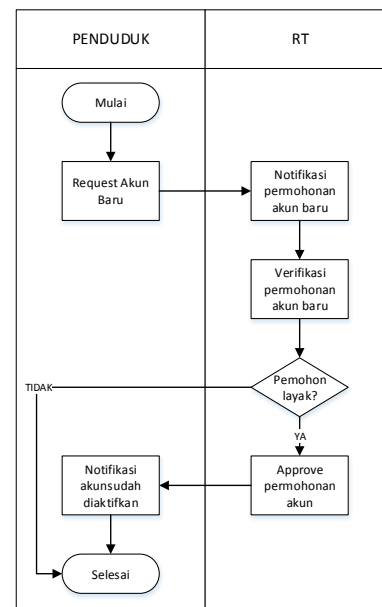 PENDUDUK
RT
Mulai
Request Akun
Baru
Notifikasi
permohonan
akun baru
Verifikasi
permohonan
akun baru
Pemohon
layak?
TIDAK
YA
Notifikasi
akunsudah
diaktifkan
Approve
permohonan
akun
Selesai